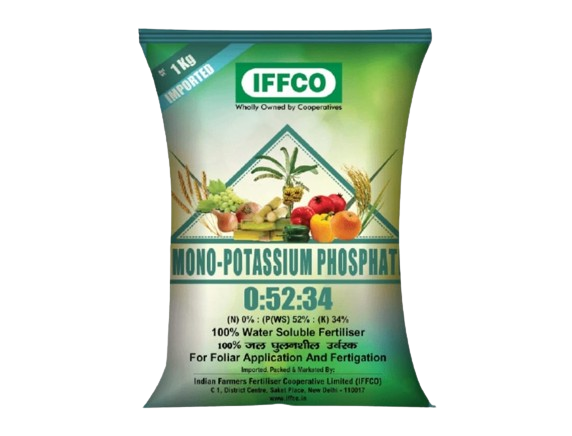 1 Kg
IMPORTED
IFFCO
Wholly Owned by Cooperatives
MONO-POTASSIUM PHOSPHAT
0:52:34
(N) 0% : (P(WS) 52% : (K) 34%
100% Water Soluble Fertiliser
100% जल घुलनशील उर्वरक
For Foliar Application And Fertigation
Imported, Packed & Marketed By:
Indian Farmers Fertiliser Cooperative Limited (IFFCO)
C 1, District Centre, Saket Place, New Delhi - 110017
www.iffco.in